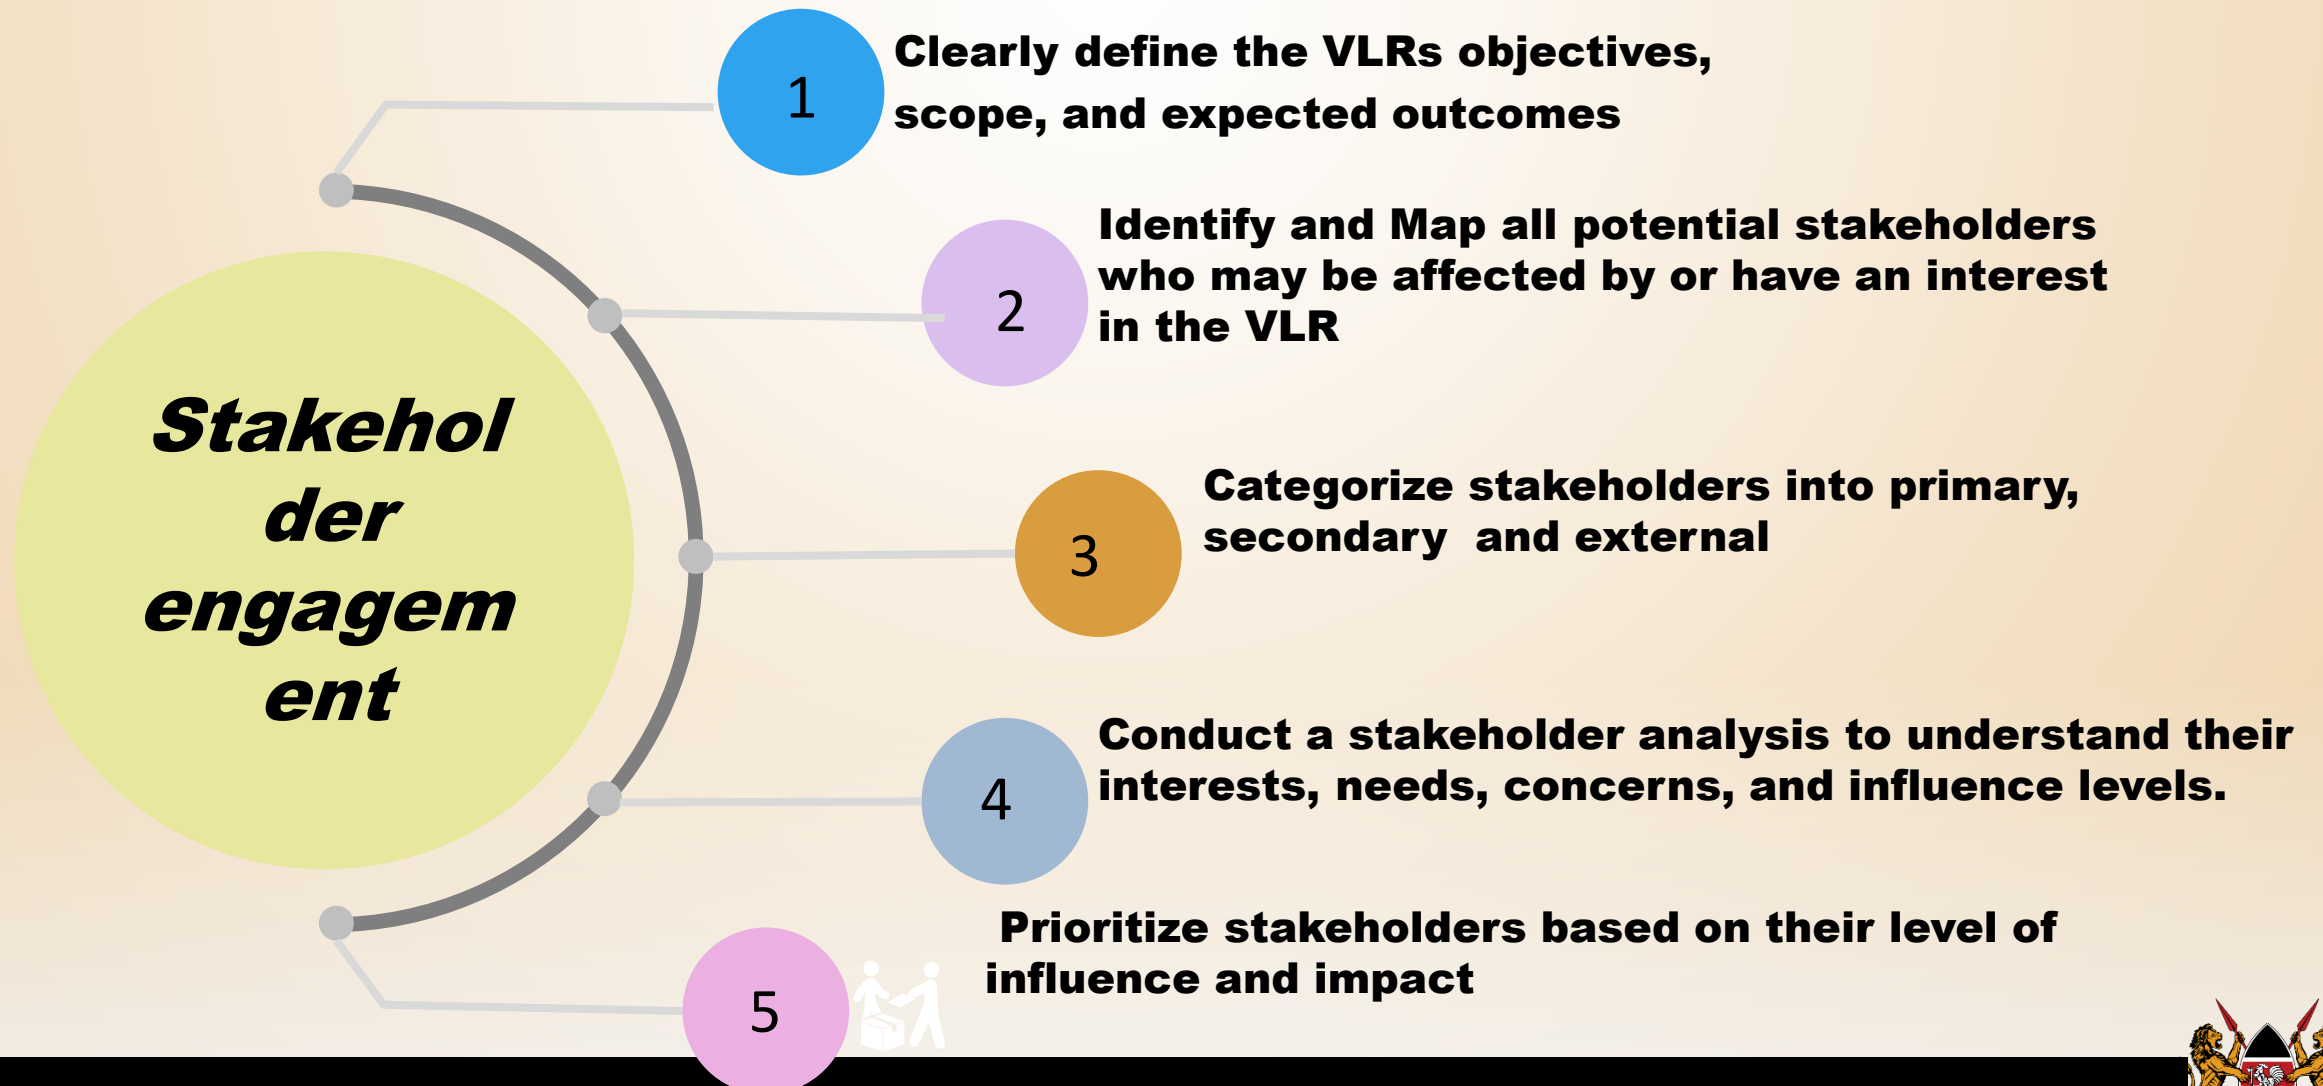 1
Clearly define the VLRs objectives,
scope, and expected outcomes
2
Identify and Map all potential stakeholders
who may be affected by or have an interest
in the VLR
Stakehol
der
engagem
ent
3
Categorize stakeholders into primary,
secondary and external
4
Conduct a stakeholder analysis to understand their
interests, needs, concerns, and influence levels.
5
Prioritize stakeholders based on their level of
influence and impact